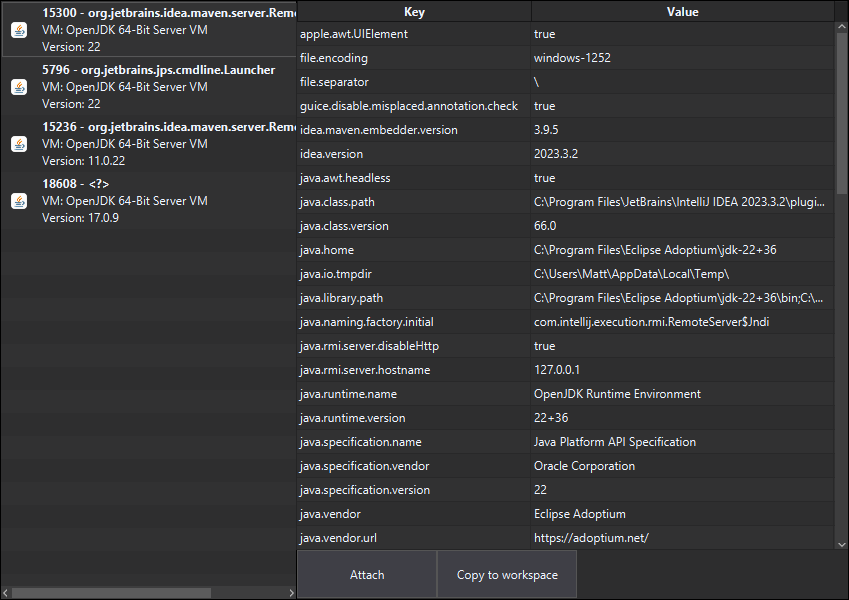 15300 - org.jetbrains.idea.maven.server.Remo
VM: OpenJDK 64-Bit Server VM
Version: 22
5796 - org.jetbrains.jps.cmdline.Launcher
VM: OpenJDK 64-Bit Server VM
Version: 22
15236 - org.jetbrains.idea.maven.server.Remo
VM: OpenJDK 64-Bit Server VM
Version: 11.0.22
18608 - <?>
VM: OpenJDK 64-Bit Server VM
Version: 17.0.9
Key Value
apple.awt.UIElement true
file.encoding windows-1252
file.separator \
guice.disable.misplaced.annotation.check true
idea.maven.embedder.version 3.9.5
idea.version 2023.3.2
java.awt.headless true
java.class.path C:\Program Files\JetBrains\IntelliJ IDEA 2023.3.2\plugi...
java.class.version 66.0
java.home C:\Program Files\Eclipse Adoptium\jdk-22+36
java.io.tmpdir C:\Users\Matt\AppData\Local\Temp\
java.library.path C:\Program Files\Eclipse Adoptium\jdk-22+36\bin;C:\...
java.naming.factory.initial com.intellij.execution.rmi.RemoteServer$Jndi
java.rmi.server.disableHttp true
java.rmi.server.hostname 127.0.0.1
java.runtime.name OpenJDK Runtime Environment
java.runtime.version 22+36
java.specification.name Java Platform API Specification
java.specification.vendor Oracle Corporation
java.specification.version 22
java.vendor Eclipse Adoptium
java.vendor.url https://adoptium.net/
Attach Copy to workspace